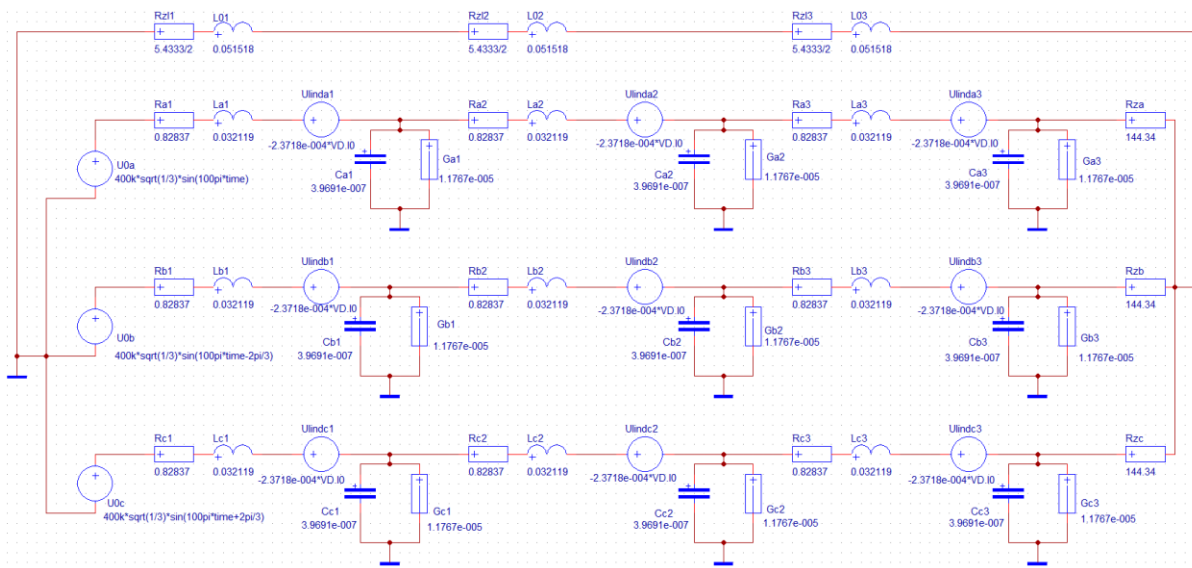 Rzl1 L01 Rzl2 L02 Rzl3 L03
5.4333/2 0.051518 5.4333/2 0.051518 5.4333/2 0.051518
Ra1 La1 Ulinda1 Ra2 La2 Ulinda2 Ra3 La3 Ulinda3 Rza
0.82837 0.032119 -2.3718e-004*VD.I0 0.82837 0.032119 -2.3718e-004*VD.I0 0.82837 0.032119 -2.3718e-004*VD.I0 144.34
U0a Ga1 Ga2 Ga3
400k*sqrt(1/3)*sin(100pi*time) Ca1 1.1767e-005 Ca2 1.1767e-005 Ca3 1.1767e-005
3.9691e-007 3.9691e-007 3.9691e-007
Rb1 Lb1 Ulindb1 Rb2 Lb2 Ulindb2 Rb3 Lb3 Ulindb3 Rzb
0.82837 0.032119 -2.3718e-004*VD.I0 0.82837 0.032119 -2.3718e-004*VD.I0 0.82837 0.032119 -2.3718e-004*VD.I0 144.34
U0b Cb1 Gb1 Cb2 Gb2 Cb3 Gb3
400k*sqrt(1/3)*sin(100pi*time-2pi/3) 3.9691e-007 1.1767e-005 3.9691e-007 1.1767e-005 3.9691e-007 1.1767e-005
Rc1 Lc1 Ulindc1 Rc2 Lc2 Ulindc2 Rc3 Lc3 Ulindc3 Rzc
0.82837 0.032119 -2.3718e-004*VD.I0 0.82837 0.032119 -2.3718e-004*VD.I0 0.82837 0.032119 -2.3718e-004*VD.I0 144.34
U0c Cc1 Gc1 Cc2 Gc2 Cc3 Gc3
400k*sqrt(1/3)*sin(100pi*time+2pi/3) 3.9691e-007 1.1767e-005 3.9691e-007 1.1767e-005 3.9691e-007 1.1767e-005